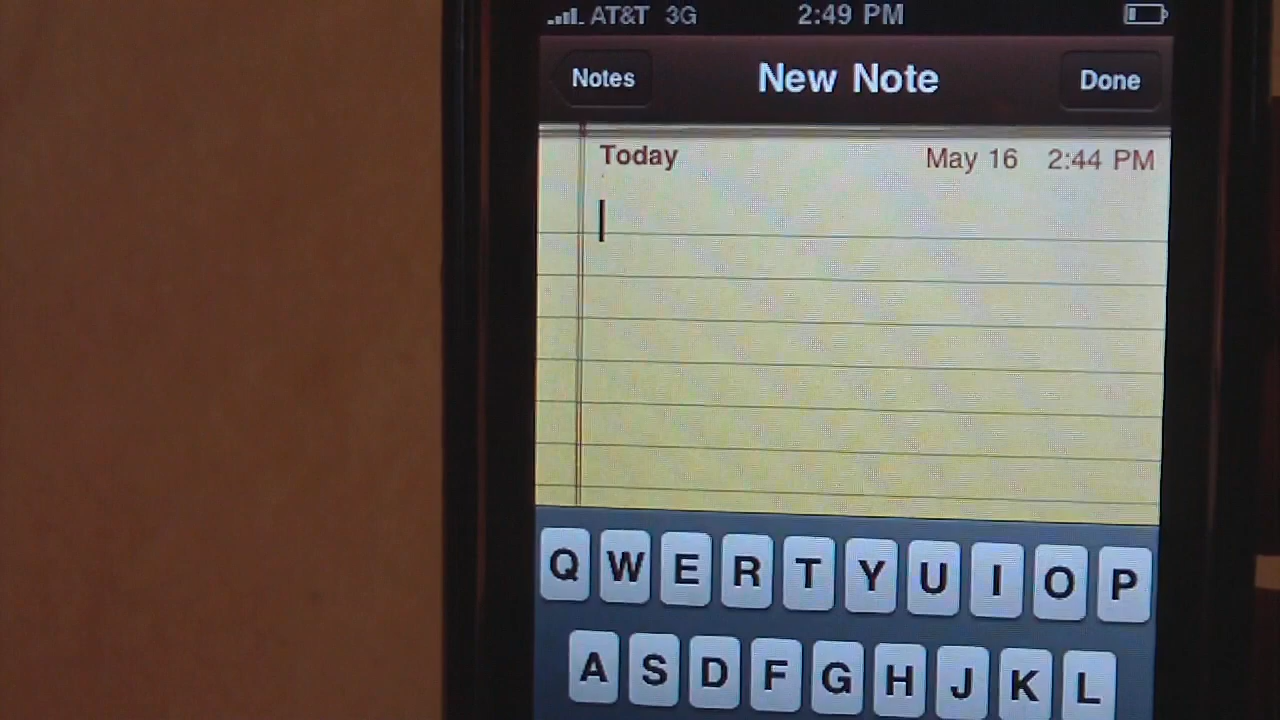 AT&T 3G 2:49 PM
Notes New Note Done
Today May 16 2:44 PM
Q W E R T Y U I O P
A S D F G H J K L